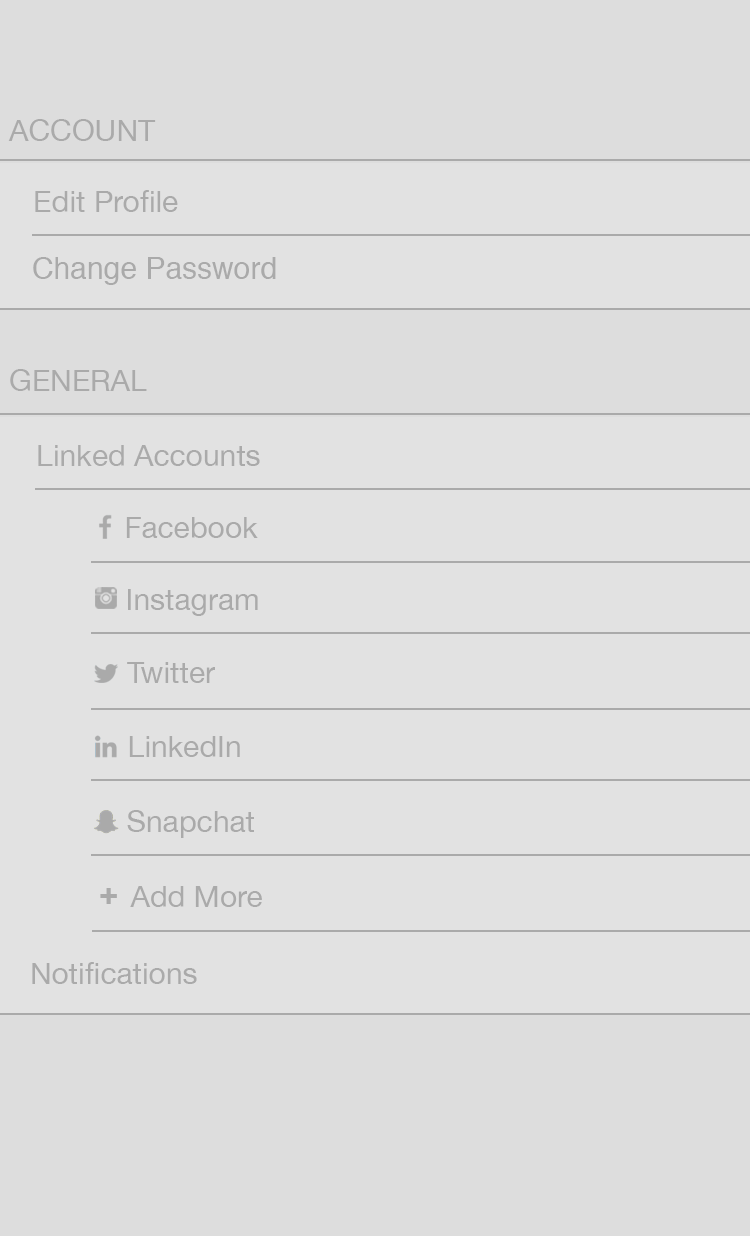 ACCOUNT
Edit Profile
Change Password
GENERAL
Linked Accounts
Facebook
Instagram
Twitter
LinkedIn
Snapchat
+ Add More
Notifications